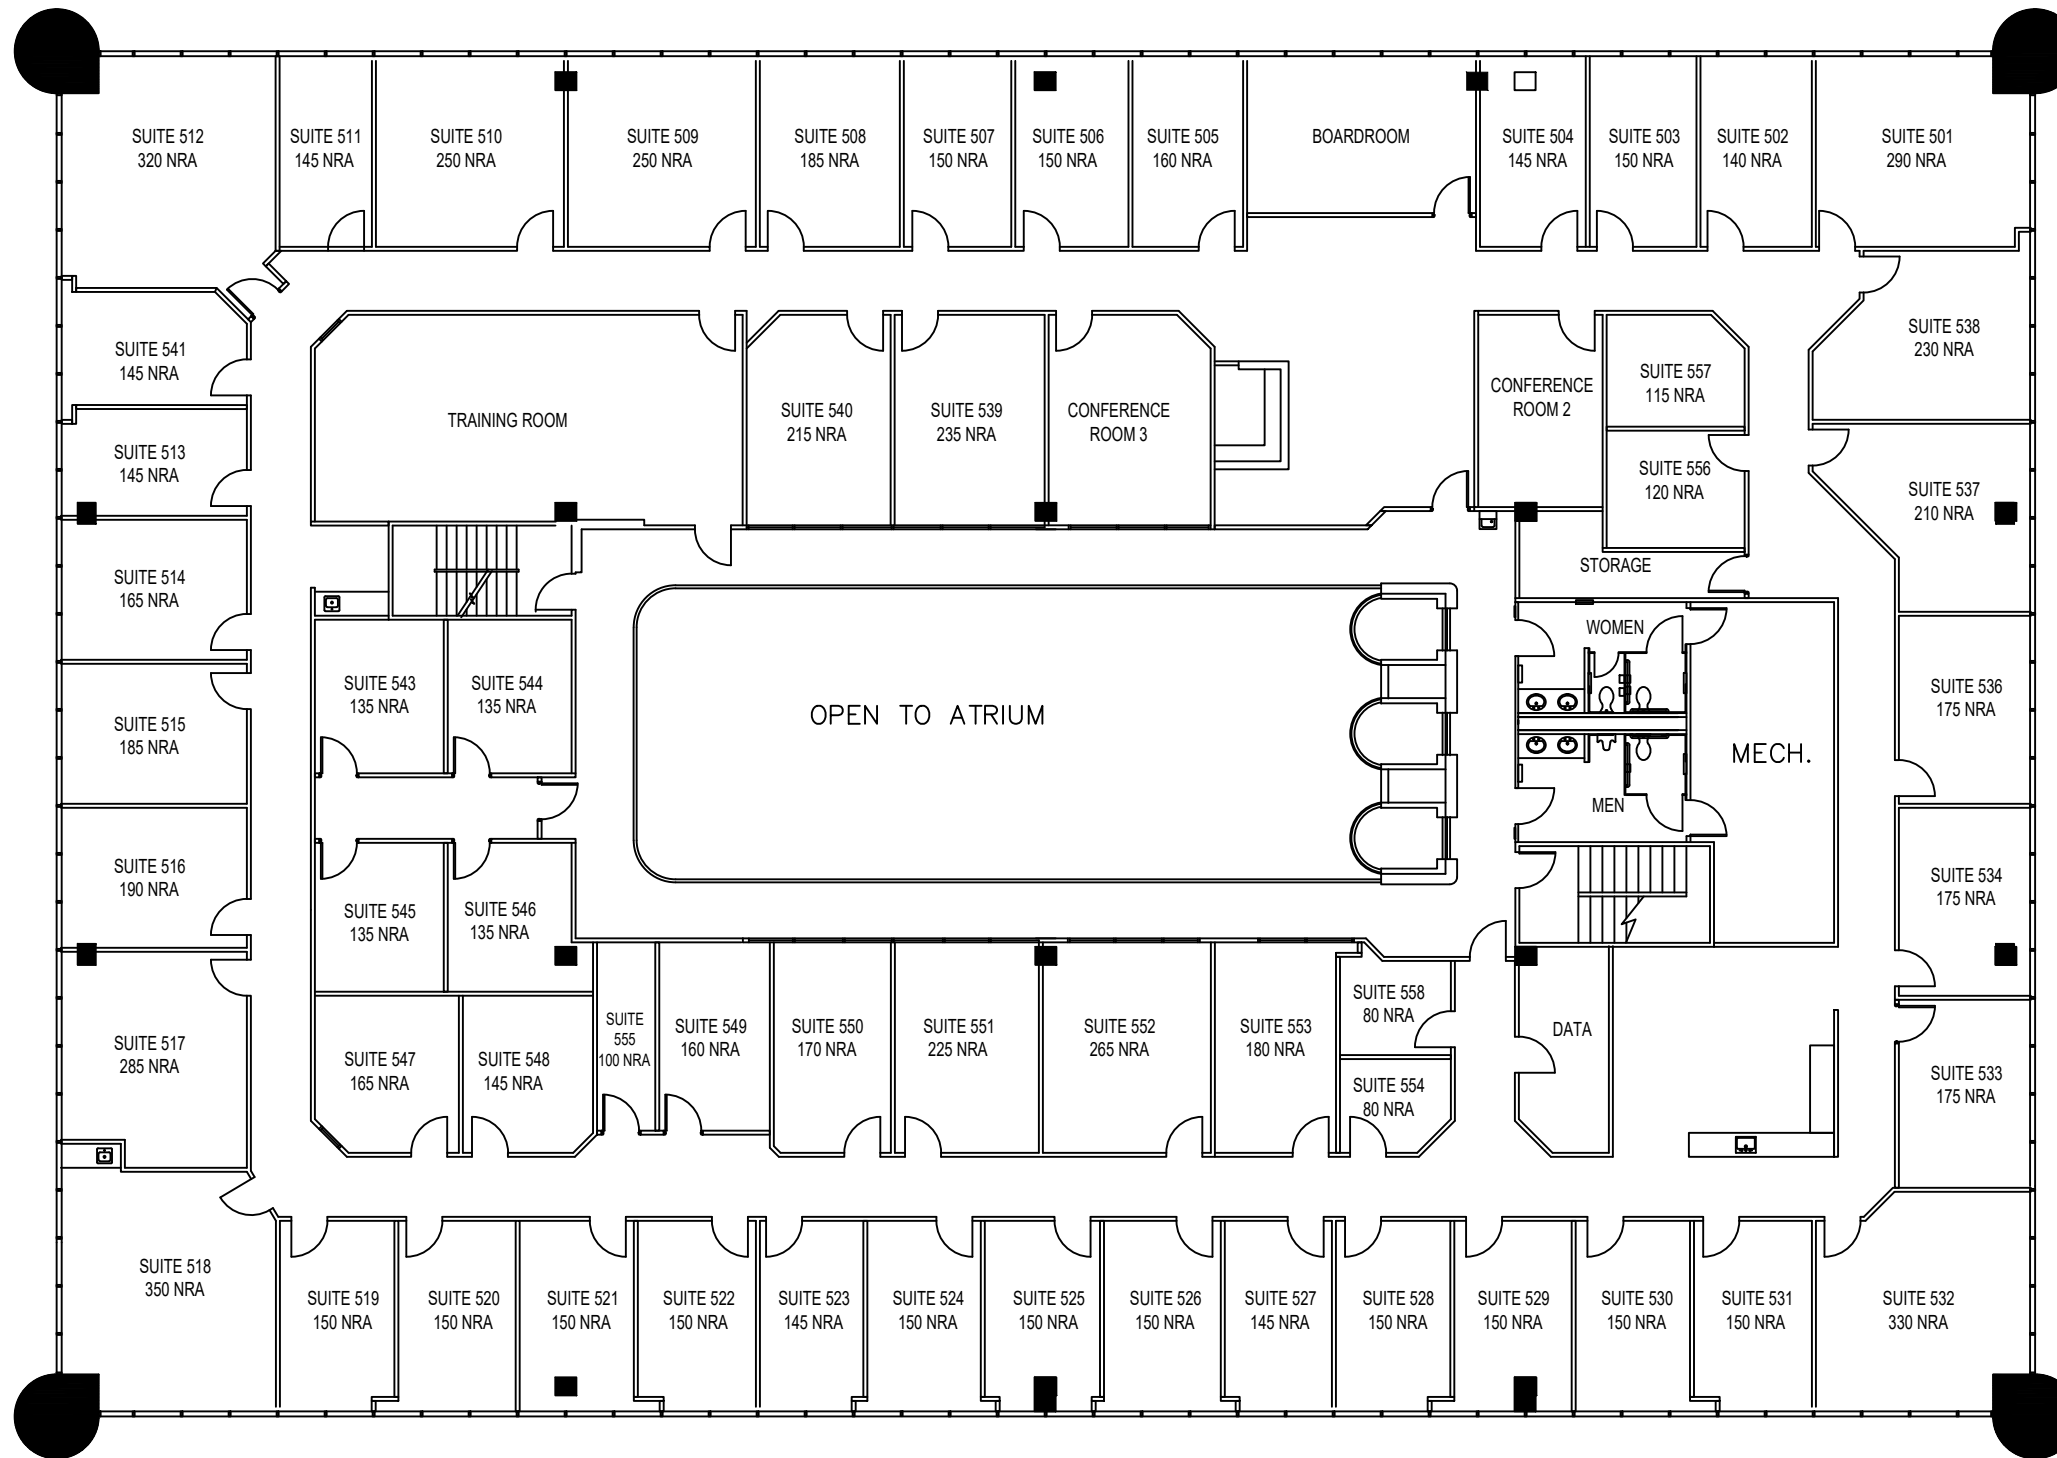 SUITE 512
320 NRA
SUITE 511
145 NRA
SUITE 510
250 NRA
SUITE 509
250 NRA
SUITE 508
185 NRA
SUITE 507
150 NRA
SUITE 506
150 NRA
SUITE 505
160 NRA
BOARDROOM
SUITE 504
145 NRA
SUITE 503
150 NRA
SUITE 502
140 NRA
SUITE 501
290 NRA
SUITE 541
145 NRA
TRAINING ROOM
SUITE 540
215 NRA
SUITE 539
235 NRA
CONFERENCE
ROOM 3
CONFERENCE
ROOM 2
SUITE 557
115 NRA
SUITE 538
230 NRA
SUITE 513
145 NRA
SUITE 556
120 NRA
SUITE 537
210 NRA
SUITE 514
165 NRA
STORAGE
WOMEN
SUITE 543
135 NRA
SUITE 544
135 NRA
SUITE 515
185 NRA
OPEN TO ATRIUM
MECH.
SUITE 536
175 NRA
MEN
SUITE 516
190 NRA
SUITE 545
135 NRA
SUITE 546
135 NRA
SUITE 534
175 NRA
SUITE 517
285 NRA
SUITE 547
165 NRA
SUITE 548
145 NRA
SUITE
555
100 NRA
SUITE 549
160 NRA
SUITE 550
170 NRA
SUITE 551
225 NRA
SUITE 552
265 NRA
SUITE 553
180 NRA
SUITE 558
80 NRA
SUITE 554
80 NRA
DATA
SUITE 533
175 NRA
SUITE 518
350 NRA
SUITE 519
150 NRA
SUITE 520
150 NRA
SUITE 521
150 NRA
SUITE 522
150 NRA
SUITE 523
145 NRA
SUITE 524
150 NRA
SUITE 525
150 NRA
SUITE 526
150 NRA
SUITE 527
145 NRA
SUITE 528
150 NRA
SUITE 529
150 NRA
SUITE 530
150 NRA
SUITE 531
150 NRA
SUITE 532
330 NRA